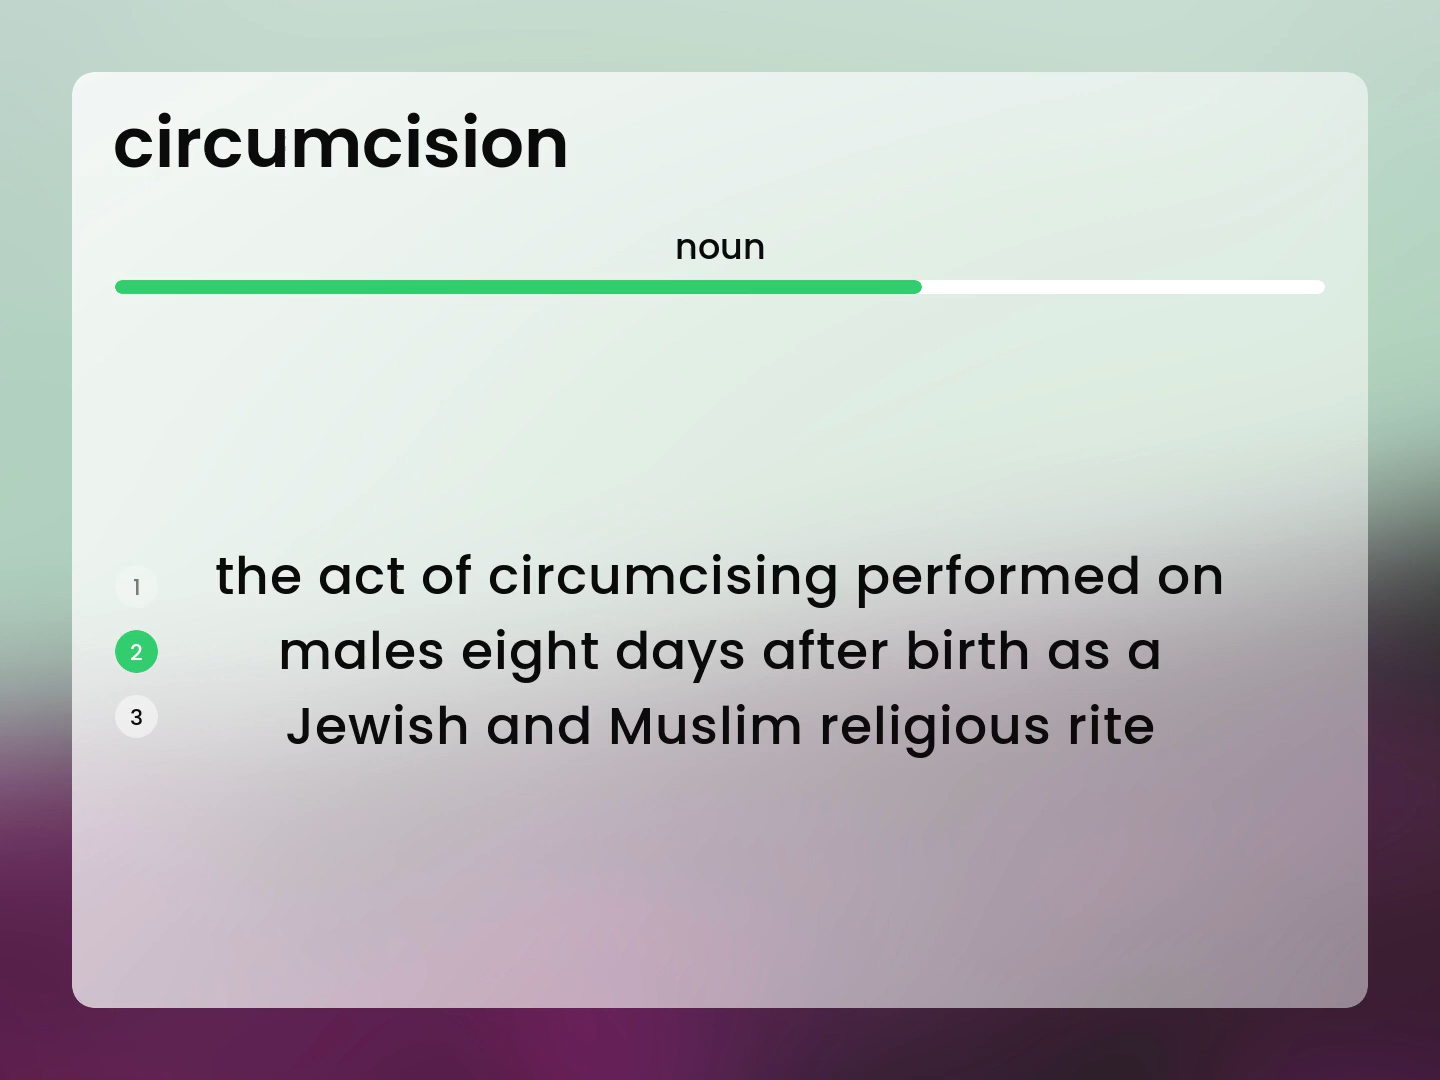 circumcision
noun
1
2
3
the act of circumcising performed on
males eight days after birth as a
Jewish and Muslim religious rite